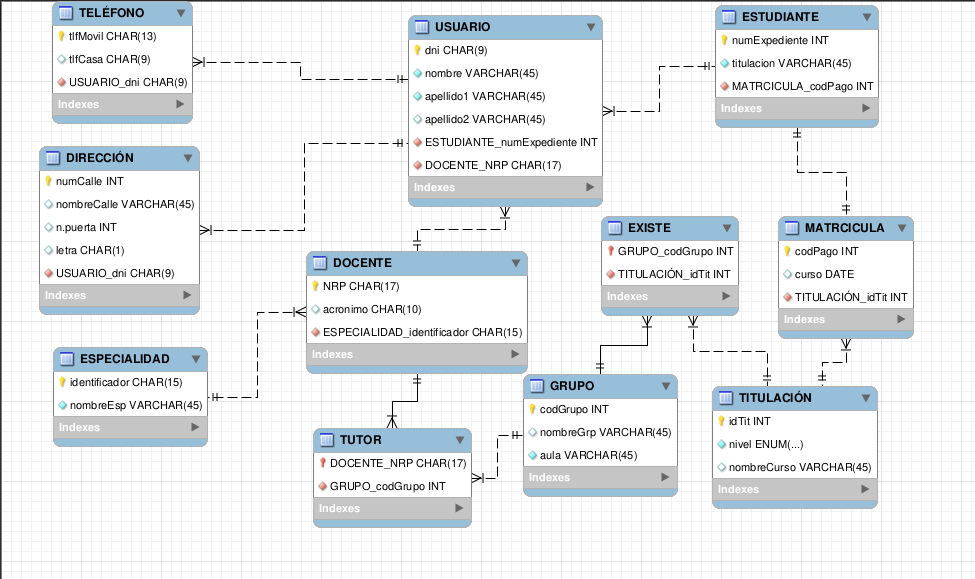 TELÉFONO
tlfMovil CHAR(13)
tlfCasa CHAR(9)
USUARIO_dni CHAR(9)
Indexes
USUARIO
dni CHAR(9)
nombre VARCHAR(45)
apellido1 VARCHAR(45)
apellido2 VARCHAR(45)
ESTUDIANTE_numExpediente INT
DOCENTE_NRP CHAR(17)
Indexes
ESTUDIANTE
numExpediente INT
titulacion VARCHAR(45)
MATRCICULA_codPago INT
Indexes
DIRECCIÓN
numCalle INT
nombreCalle VARCHAR(45)
n.puerta INT
letra CHAR(1)
USUARIO_dni CHAR(9)
Indexes
DOCENTE
NRP CHAR(17)
acronimo CHAR(10)
ESPECIALIDAD_identificador CHAR(15)
Indexes
EXISTE
GRUPO_codGrupo INT
TITULACIÓN_idTit INT
Indexes
MATRCICULA
codPago INT
curso DATE
TITULACIÓN_idTit INT
Indexes
ESPECIALIDAD
identificador CHAR(15)
nombreEsp VARCHAR(45)
Indexes
TUTOR
DOCENTE_NRP CHAR(17)
GRUPO_codGrupo INT
Indexes
GRUPO
codGrupo INT
nombreGrp VARCHAR(45)
aula VARCHAR(45)
Indexes
TITULACIÓN
idTit INT
nivel ENUM(...)
nombreCurso VARCHAR(45)
Indexes